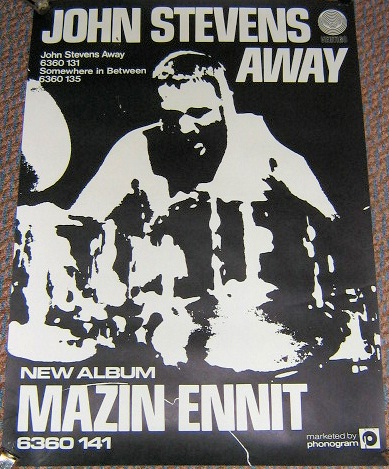 JOHN STEVENS
AWAY
VERTIGO
John Stevens Away
6360 131
Somewhere in Between
6360 135
NEW ALBUM
MAZIN ENNIT
6360 141
marketed by
phonogram